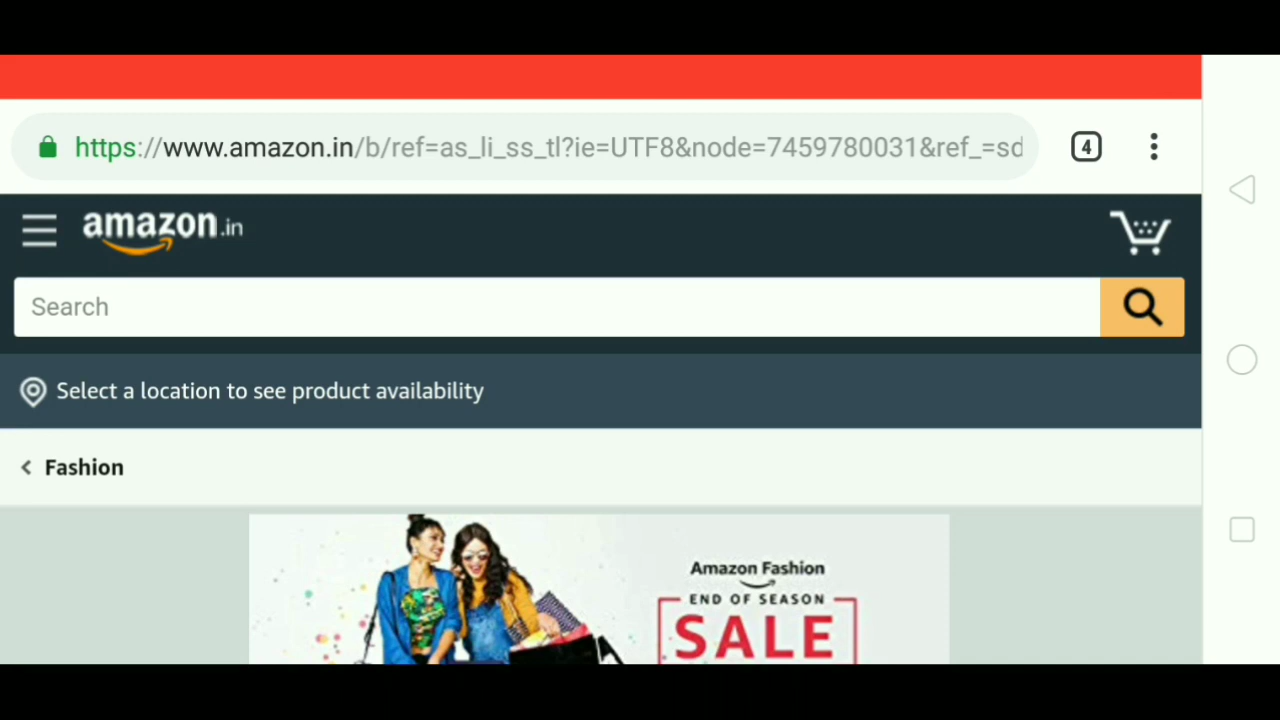 https://www.amazon.in/b/ref=as_li_ss_tl?ie=UTF8&node=7459780031&ref_=sd
4
amazon.in
Search
Select a location to see product availability
Fashion
Amazon Fashion
END OF SEASON
SALE